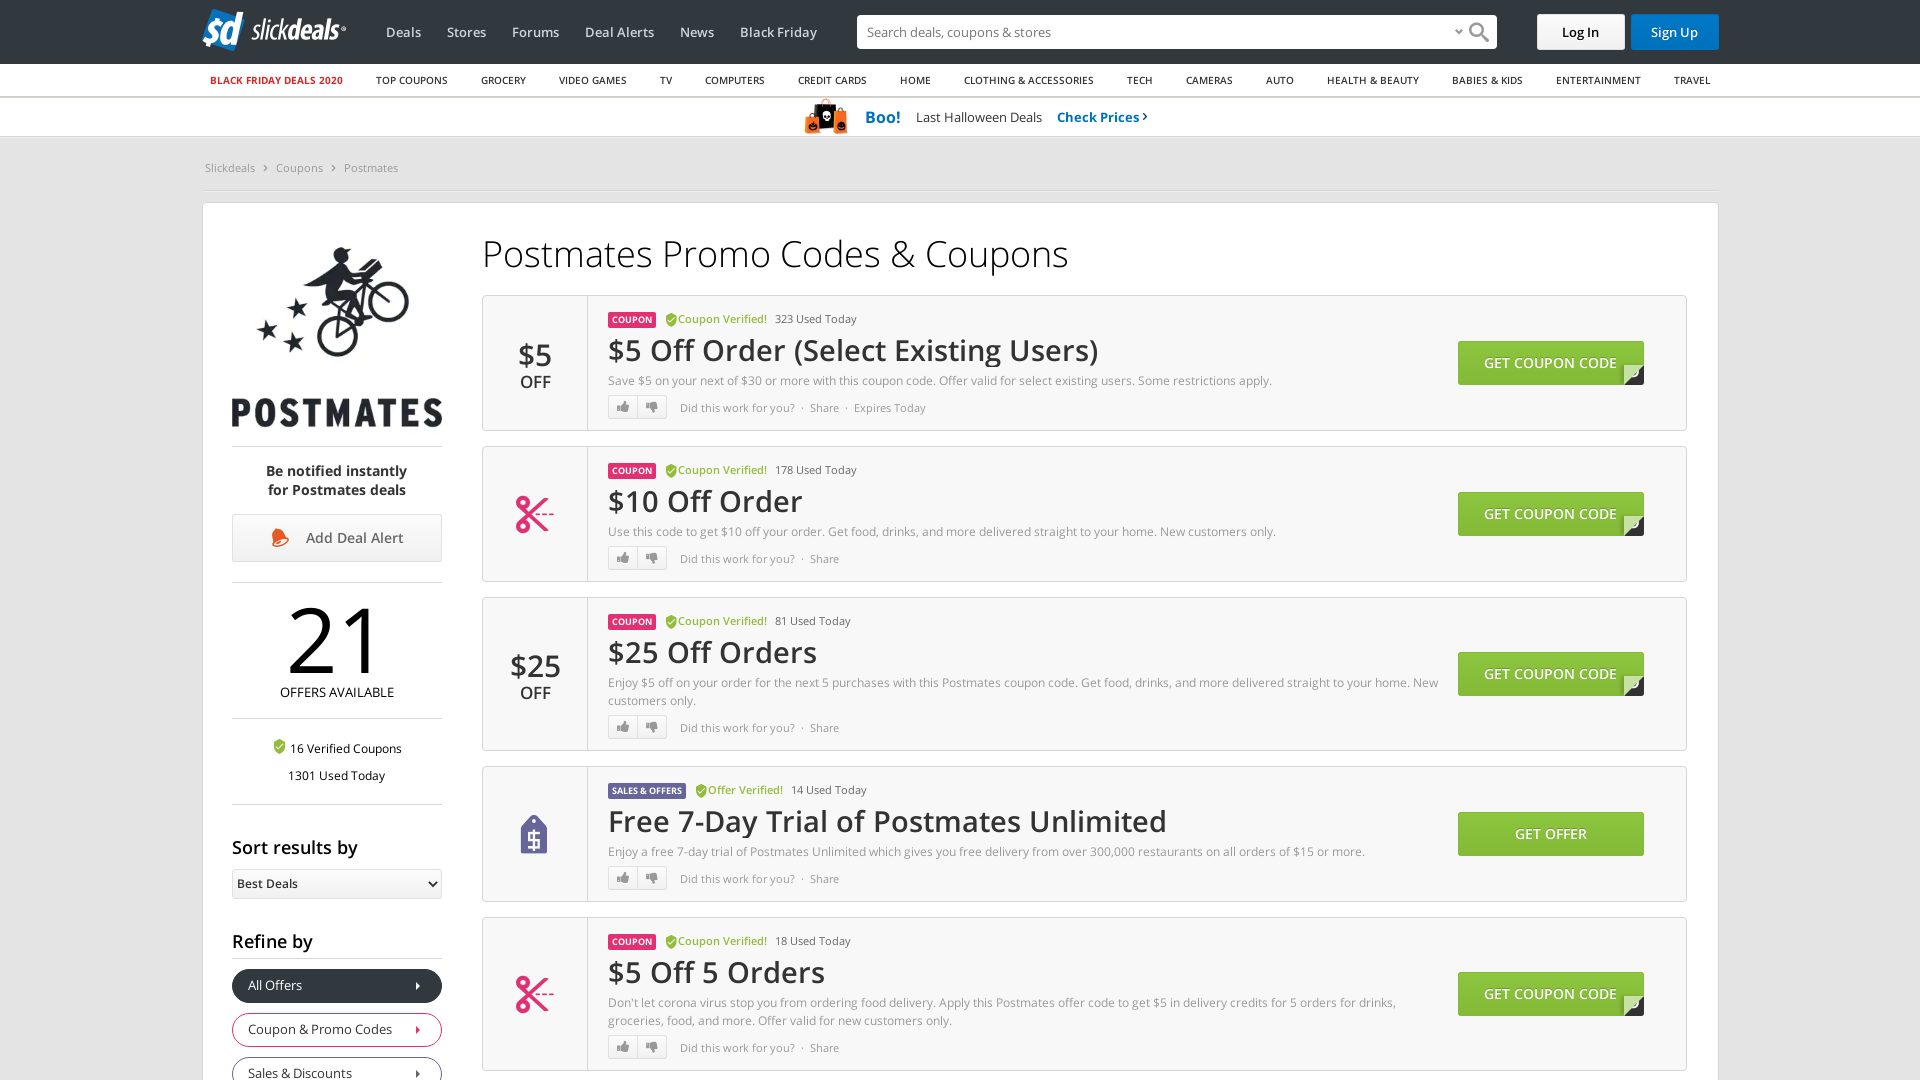 sd slickdeals
Deals Stores Forums Deal Alerts News Black Friday
Search deals, coupons & stores
Log In
Sign Up
BLACK FRIDAY DEALS 2020 TOP COUPONS GROCERY VIDEO GAMES TV COMPUTERS CREDIT CARDS HOME CLOTHING & ACCESSORIES TECH CAMERAS AUTO HEALTH & BEAUTY BABIES & KIDS ENTERTAINMENT TRAVEL
Boo! Last Halloween Deals Check Prices
Slickdeals Coupons Postmates
POSTMATES
Be notified instantly
for Postmates deals
Add Deal Alert
21
OFFERS AVAILABLE
16 Verified Coupons
1301 Used Today
Sort results by
Best Deals
Refine by
All Offers
Coupon & Promo Codes
Sales & Discounts
Postmates Promo Codes & Coupons
$5
OFF
COUPON Coupon Verified! 323 Used Today
$5 Off Order (Select Existing Users)
Save $5 on your next of $30 or more with this coupon code. Offer valid for select existing users. Some restrictions apply.
Did this work for you? · Share · Expires Today
GET COUPON CODE
COUPON Coupon Verified! 178 Used Today
$10 Off Order
Use this code to get $10 off your order. Get food, drinks, and more delivered straight to your home. New customers only.
Did this work for you? · Share
GET COUPON CODE
$25
OFF
COUPON Coupon Verified! 81 Used Today
$25 Off Orders
Enjoy $5 off on your order for the next 5 purchases with this Postmates coupon code. Get food, drinks, and more delivered straight to your home. New
customers only.
Did this work for you? · Share
GET COUPON CODE
SALES & OFFERS Offer Verified! 14 Used Today
Free 7-Day Trial of Postmates Unlimited
Enjoy a free 7-day trial of Postmates Unlimited which gives you free delivery from over 300,000 restaurants on all orders of $15 or more.
Did this work for you? · Share
GET OFFER
COUPON Coupon Verified! 18 Used Today
$5 Off 5 Orders
Don't let corona virus stop you from ordering food delivery. Apply this Postmates offer code to get $5 in delivery credits for 5 orders for drinks,
groceries, food, and more. Offer valid for new customers only.
Did this work for you? · Share
GET COUPON CODE